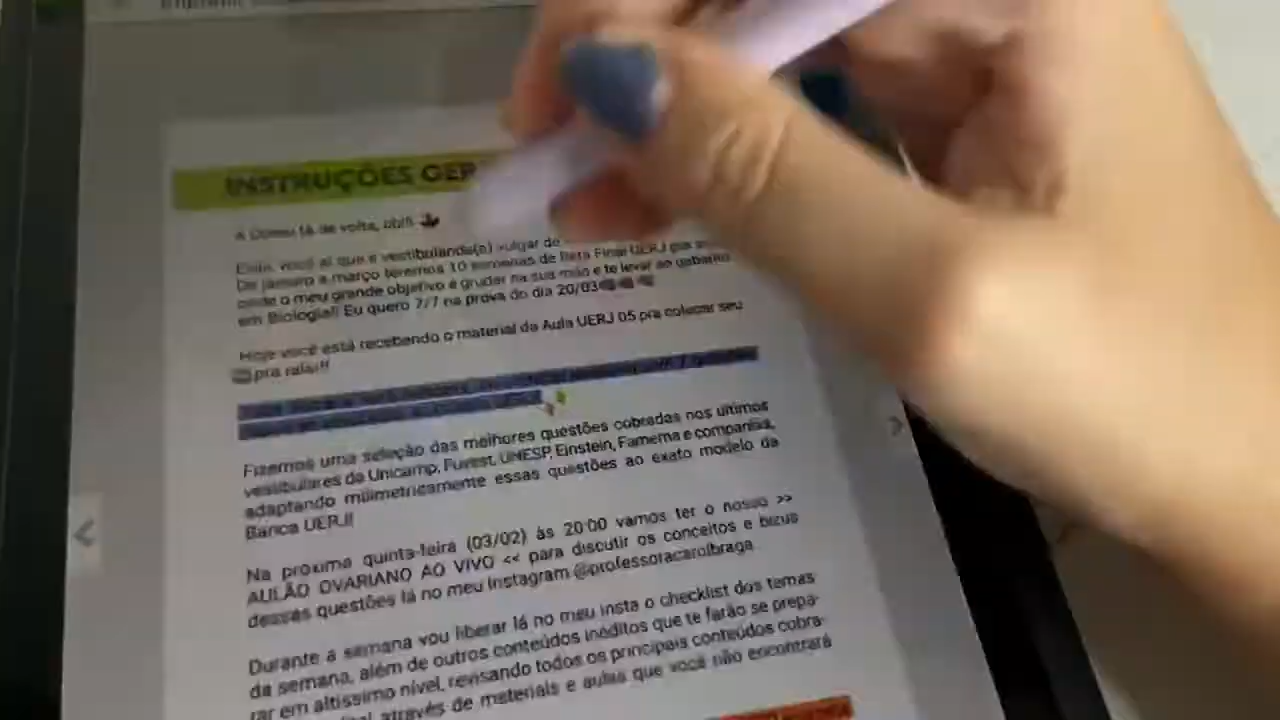 INSTRUÇÕES GER
de volta,
você aí que é vestibulando(a) vulgar de
De janeiro a março teremos 10 semanas de Reta Final UERJ
onde o meu grande objetivo é grudar na sua mão e te levar ao gabarito
em Biologia!! Eu quero 7/7 na prova do dia 20/03
Hoje você está recebendo o material da Aula UERJ 05 pra colocar seu
pra ralar!!
Fizemos uma seleção das melhores questões cobradas nos últimos
vestibulares da Unicamp, Fuvest, UNESP, Einstein, Famema e companhia,
adaptando milimetricamente essas questões ao exato modelo da
Banca UERJ!
Na próxima quinta-feira (03/02) às 20:00 vamos ter o nosso >>
AULÃO OVARIANO AO VIVO << para discutir os conceitos e bizus
dessas questões lá no meu Instagram @professoracarolbraga
Durante a semana vou liberar lá no meu insta o checklist dos temas
da semana, além de outros conteúdos inéditos que te farão se prepa-
rar em altíssimo nível, revisando todos os principais conteúdos cobra-
através de materiais e aulas que você não encontrará